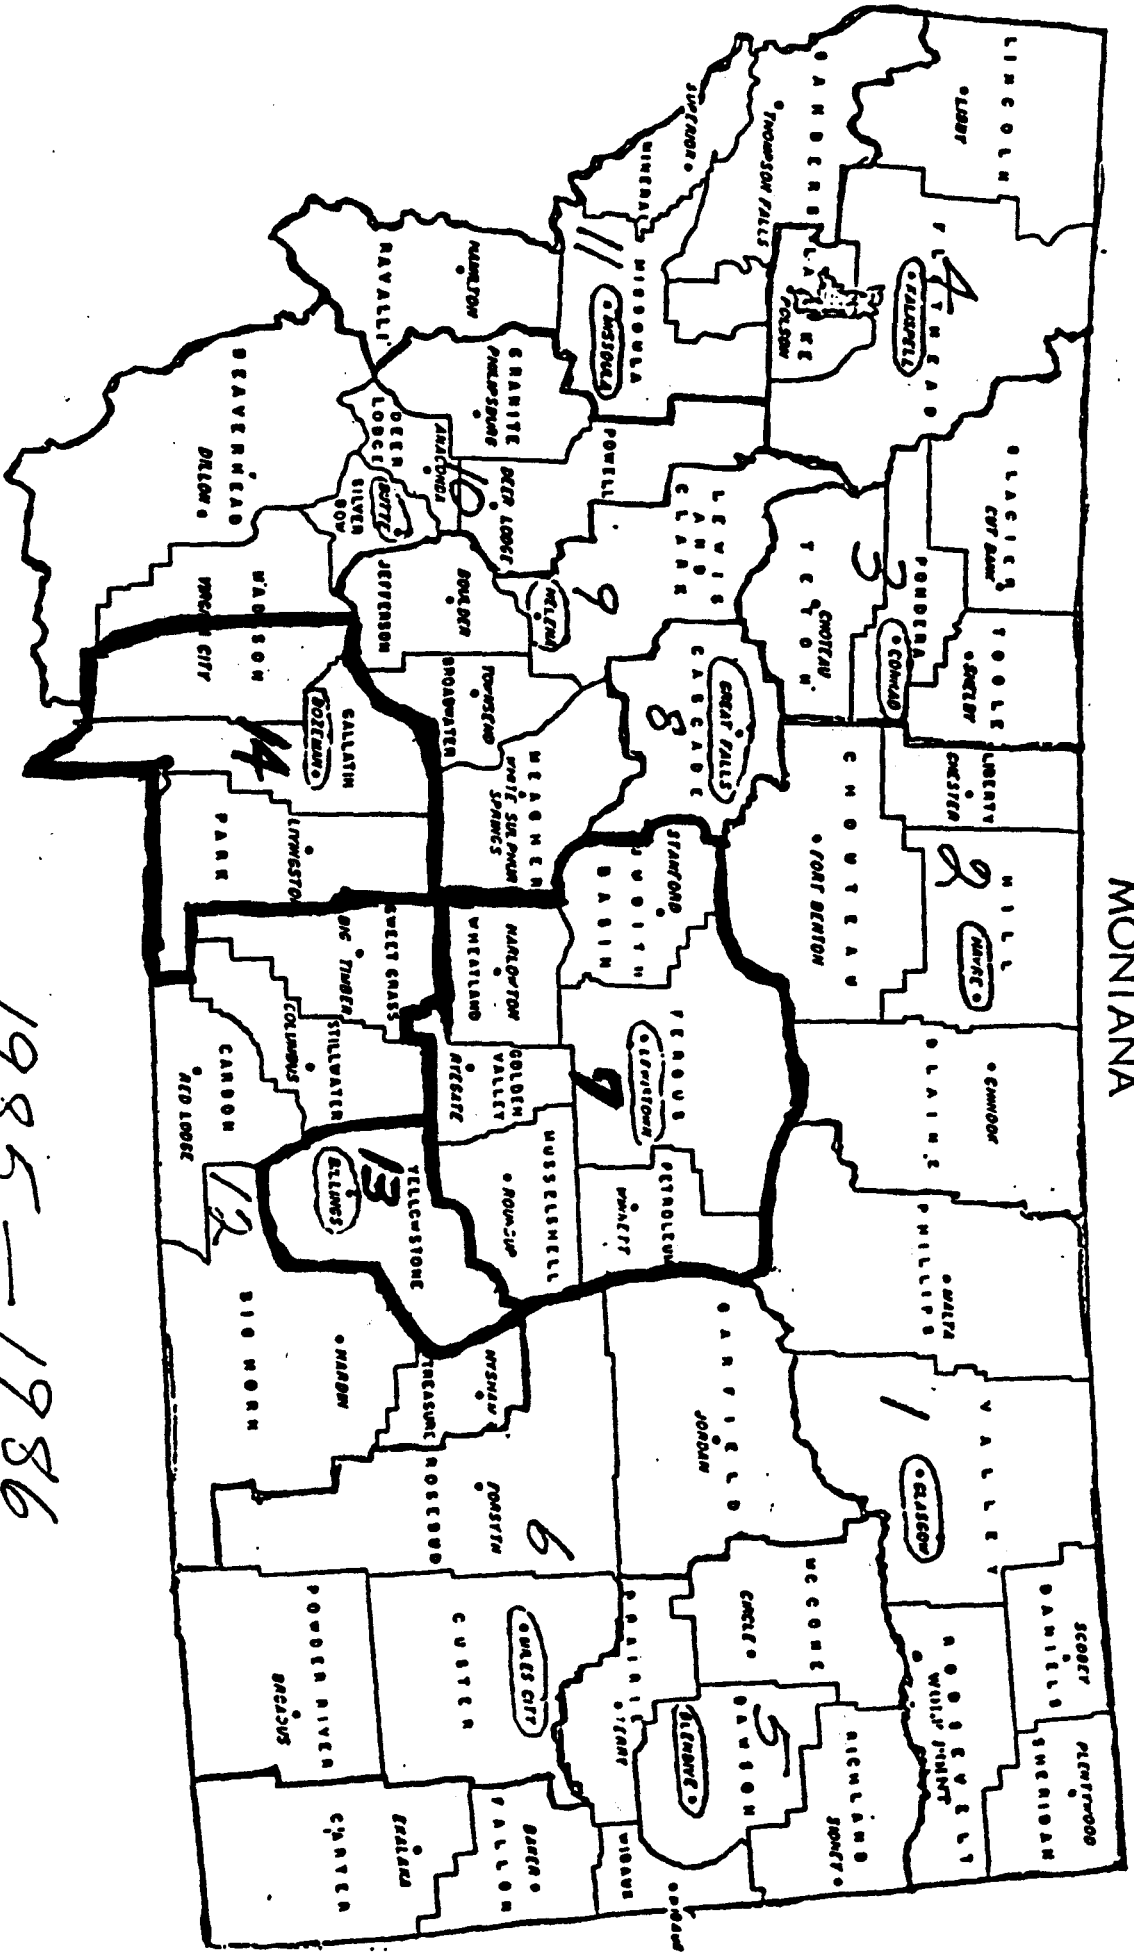 MONTANA
LINCOLN
LIBBY
FLATHEAD
4
KALISPELL
GLACIER
CUT BANK
TOOLE
SHELBY
PONDERA
3
CONRAD
TETON
CHOTEAU
LIBERTY
CHESTER
HILL
2
HAVRE
CHOUTEAU
FORT BENTON
BLAINE
CHINOOK
PHILLIPS
MALTA
VALLEY
1
GLASGOW
DANIELS
SCOBEY
SHERIDAN
PLENTYWOOD
ROOSEVELT
SANDERS
THOMPSON FALLS
LAKE
POLSON
MINERAL
SUPERIOR
MISSOULA
11
MISSOULA
POWELL
DEER LODGE
LEWIS
AND
CLARK
9
HELENA
CASCADE
GREAT FALLS
8
JUDITH
BASIN
STANFORD
FERGUS
LEWISTOWN
7
PETROLEUM
WINNETT
GARFIELD
JORDAN
MC CONE
CIRCLE
RICHLAND
SIDNEY
DAWSON
5
GLENDIVE
PRAIRIE
TERRY
WIBAUX
RAVALLI
HAMILTON
GRANITE
PHILIPSBURG
DEER
LODGE
ANACONDA
10
SILVER
BOW
BUTTE
JEFFERSON
BOULDER
BROADWATER
TOWNSEND
MEAGHER
WHITE SULPHUR
SPRINGS
WHEATLAND
HARLOWTON
GOLDEN
VALLEY
RYEGATE
MUSSELSHELL
ROUNDUP
TREASURE
HYSHAM
ROSEBUD
FORSYTH
6
CUSTER
MILES CITY
FALLON
BAKER
BEAVERHEAD
DILLON
MADISON
VIRGINIA CITY
GALLATIN
BOZEMAN
14
PARK
LIVINGSTON
SWEET GRASS
BIG TIMBER
STILLWATER
COLUMBUS
CARBON
RED LODGE
YELLOWSTONE
13
BILLINGS
12
BIG HORN
HARDIN
POWDER RIVER
BROADUS
CARTER
EKALAKA
1985-1986